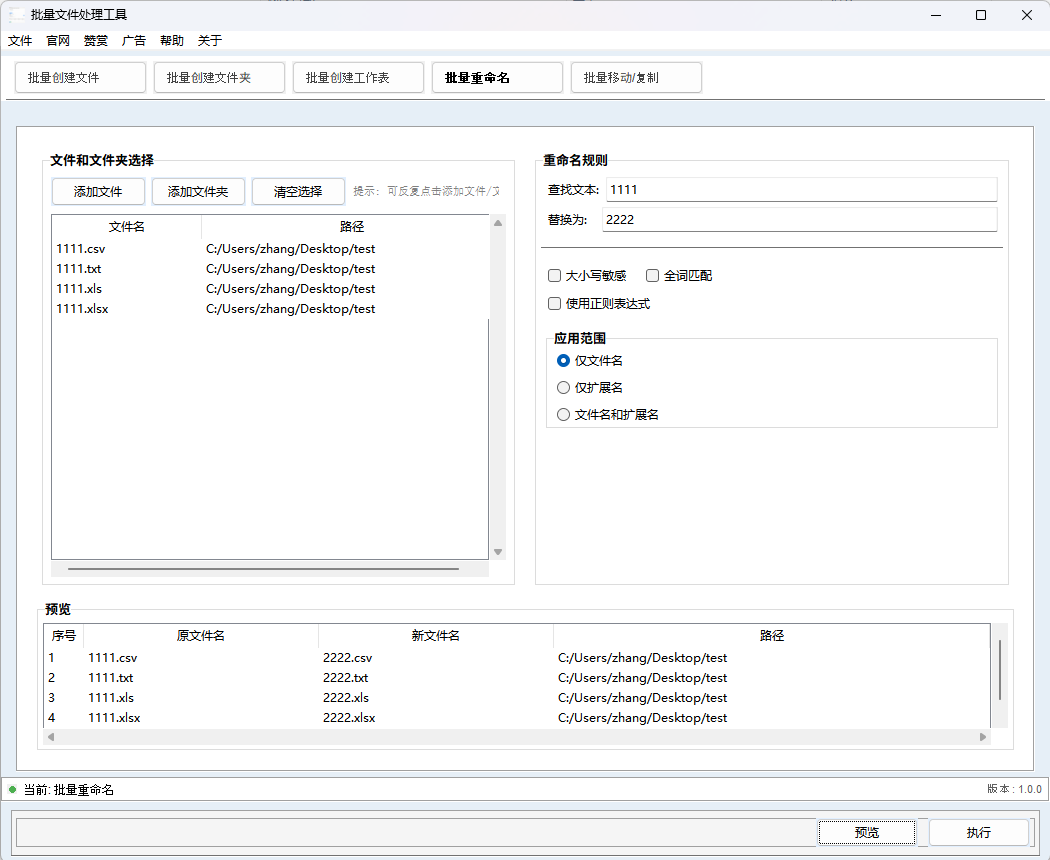 批量文件处理工具
文件 官网 赞赏 广告 帮助 关于
批量创建文件 批量创建文件夹 批量创建工作表 批量重命名 批量移动/复制
文件和文件夹选择
添加文件 添加文件夹 清空选择 提示: 可反复点击添加文件/文
文件名 路径
1111.csv C:/Users/zhang/Desktop/test
1111.txt C:/Users/zhang/Desktop/test
1111.xls C:/Users/zhang/Desktop/test
1111.xlsx C:/Users/zhang/Desktop/test
重命名规则
查找文本: 1111
替换为: 2222
大小写敏感 全词匹配
使用正则表达式
应用范围
仅文件名
仅扩展名
文件名和扩展名
预览
序号 原文件名 新文件名 路径
1 1111.csv 2222.csv C:/Users/zhang/Desktop/test
2 1111.txt 2222.txt C:/Users/zhang/Desktop/test
3 1111.xls 2222.xls C:/Users/zhang/Desktop/test
4 1111.xlsx 2222.xlsx C:/Users/zhang/Desktop/test
当前: 批量重命名 版本: 1.0.0
预览 执行